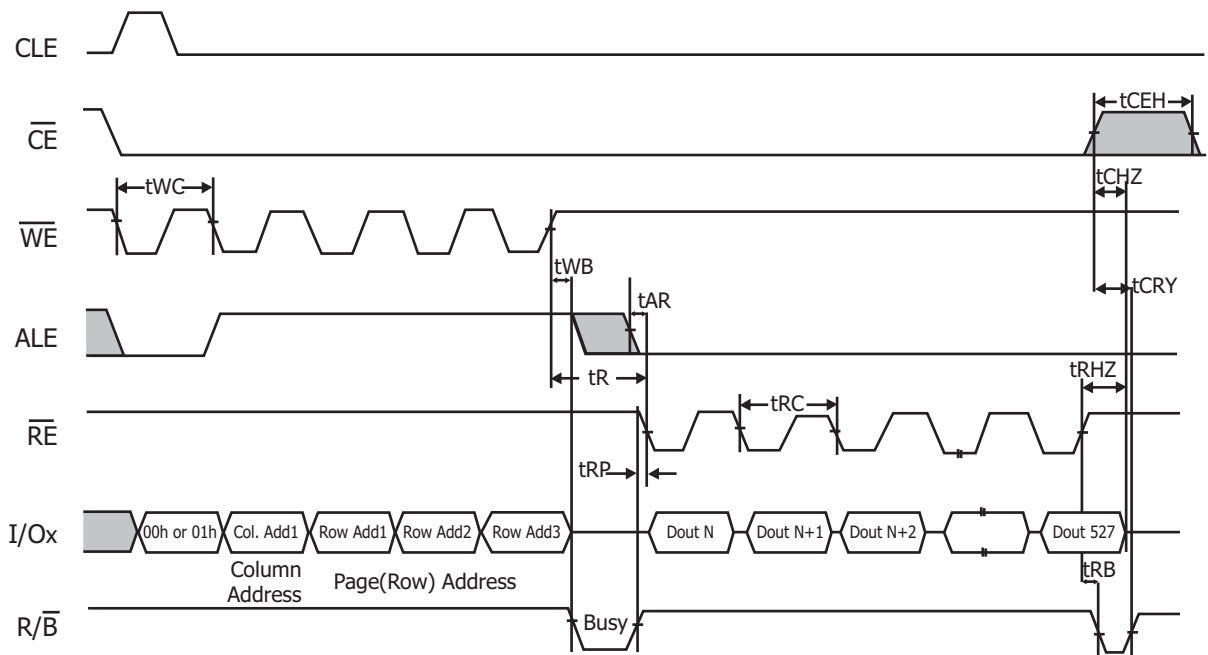 CLE
tCEH
CE
tWC
tCHZ
WE
tWB
tCRY
tAR
ALE
tR
tRHZ
tRC
RE
tRP
I/Ox
00h or 01h
Col. Add1
Row Add1
Row Add2
Row Add3
Dout N
Dout N+1
Dout N+2
Dout 527
Column
Address
Page(Row) Address
tRB
R/B
Busy